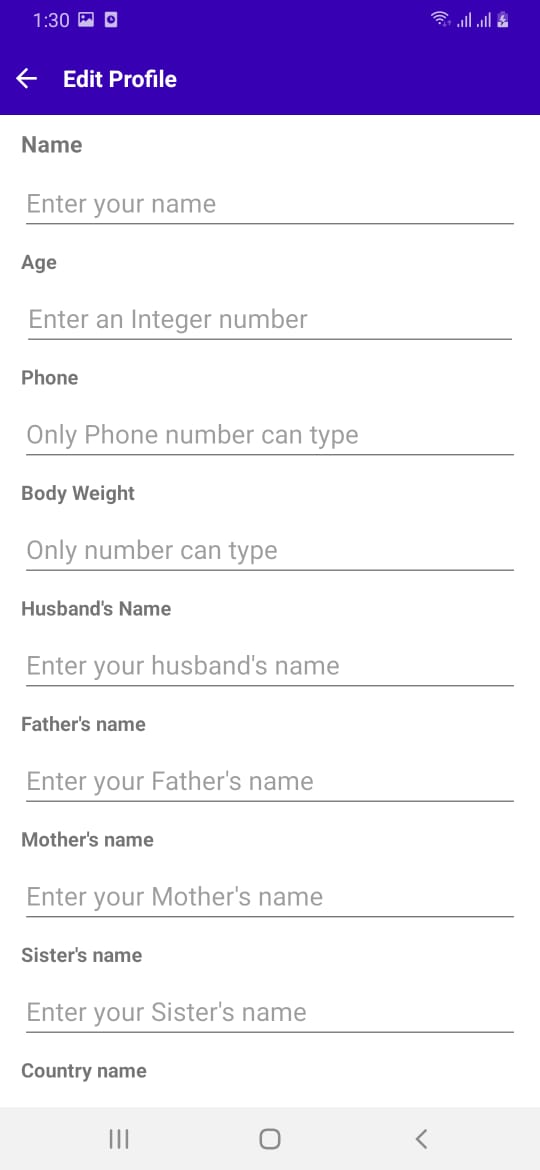 1:30
Edit Profile
Name
Enter your name
Age
Enter an Integer number
Phone
Only Phone number can type
Body Weight
Only number can type
Husband's Name
Enter your husband's name
Father's name
Enter your Father's name
Mother's name
Enter your Mother's name
Sister's name
Enter your Sister's name
Country name